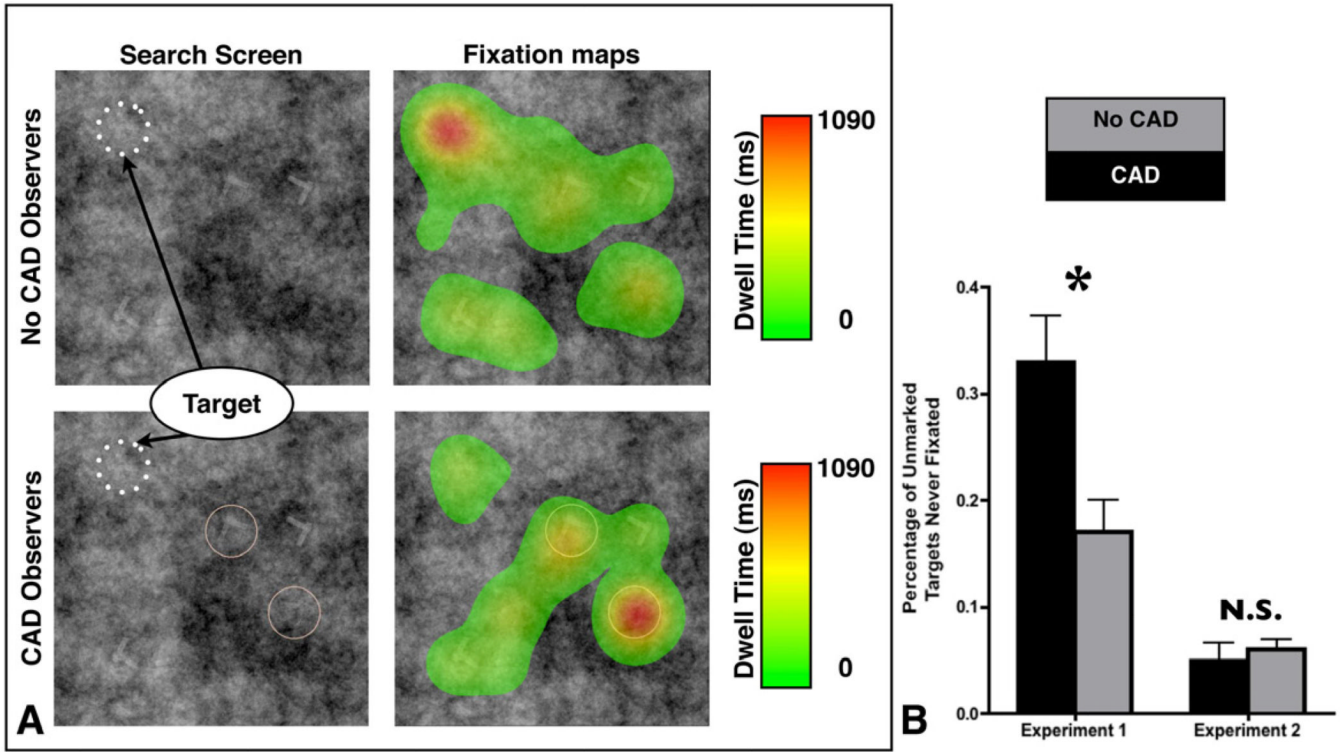 Search Screen
Fixation maps
No CAD Observers
1090
Dwell Time (ms)
0
Target
CAD Observers
1090
Dwell Time (ms)
0
A
No CAD
CAD
*
0.4
0.3
0.2
0.1
0.0
Percentage of Unmarked
Targets Never Fixated
N.S.
Experiment 1
Experiment 2
B